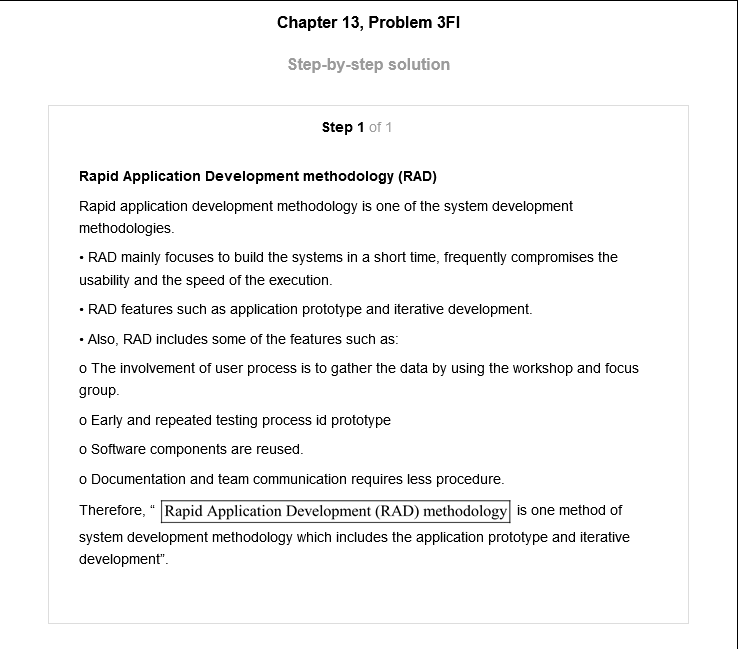 Chapter 13, Problem 3FI
Step-by-step solution
Step 1 of 1
Rapid Application Development methodology (RAD)
Rapid application development methodology is one of the system development
methodologies.
• RAD mainly focuses to build the systems in a short time, frequently compromises the
usability and the speed of the execution.
• RAD features such as application prototype and iterative development.
• Also, RAD includes some of the features such as:
o The involvement of user process is to gather the data by using the workshop and focus
group.
o Early and repeated testing process id prototype
o Software components are reused.
o Documentation and team communication requires less procedure.
Therefore, “ Rapid Application Development (RAD) methodology is one method of
system development methodology which includes the application prototype and iterative
development”.